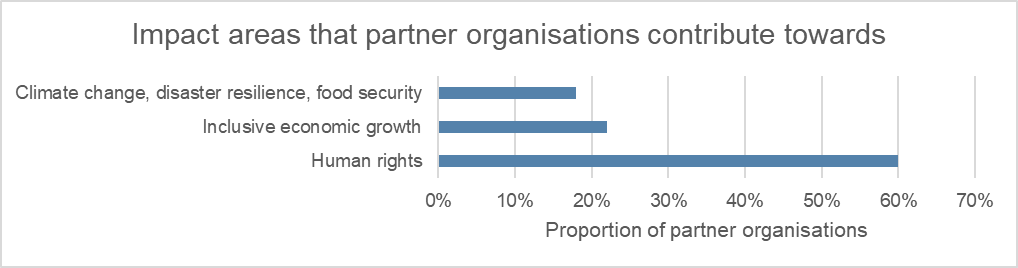 Impact areas that partner organisations contribute towards
Climate change, disaster resilience, food security
Inclusive economic growth
Human rights
0% 10% 20% 30% 40% 50% 60% 70%
Proportion of partner organisations